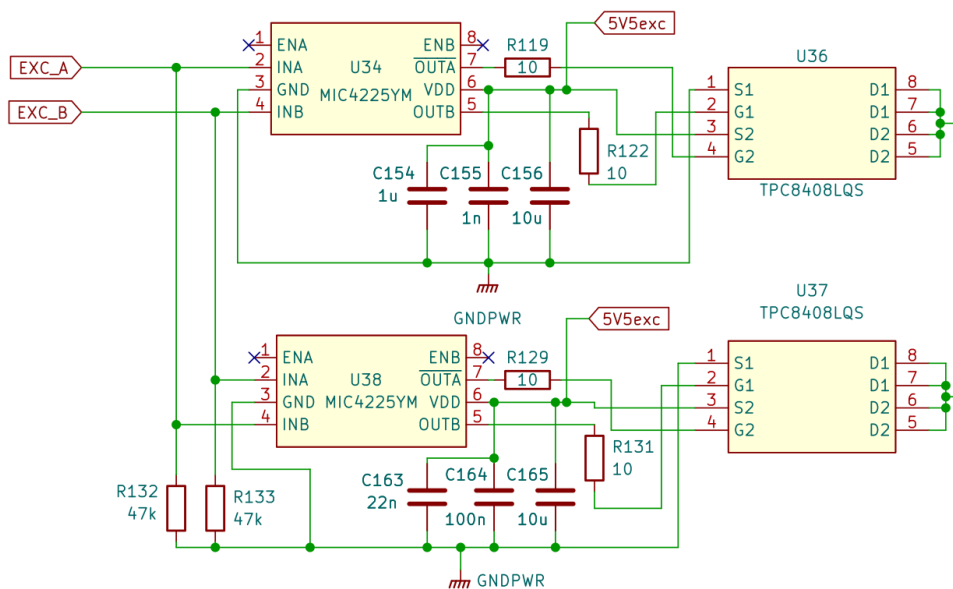 5V5exc
EXC_A
EXC_B
1 ENA
2 INA
3 GND
4 INB
U34
MIC4225YM
ENB 8
OUTA 7
VDD 6
OUTB 5
R119
10
R122
10
C154
1u
C155
1n
C156
10u
GNDPWR
U36
1 S1
2 G1
3 S2
4 G2
D1 8
D1 7
D2 6
D2 5
TPC8408LQS
5V5exc
1 ENA
2 INA
3 GND
4 INB
U38
MIC4225YM
ENB 8
OUTA 7
VDD 6
OUTB 5
R129
10
R131
10
C163
22n
C164
100n
C165
10u
R132
47k
R133
47k
GNDPWR
U37
TPC8408LQS
1 S1
2 G1
3 S2
4 G2
D1 8
D1 7
D2 6
D2 5